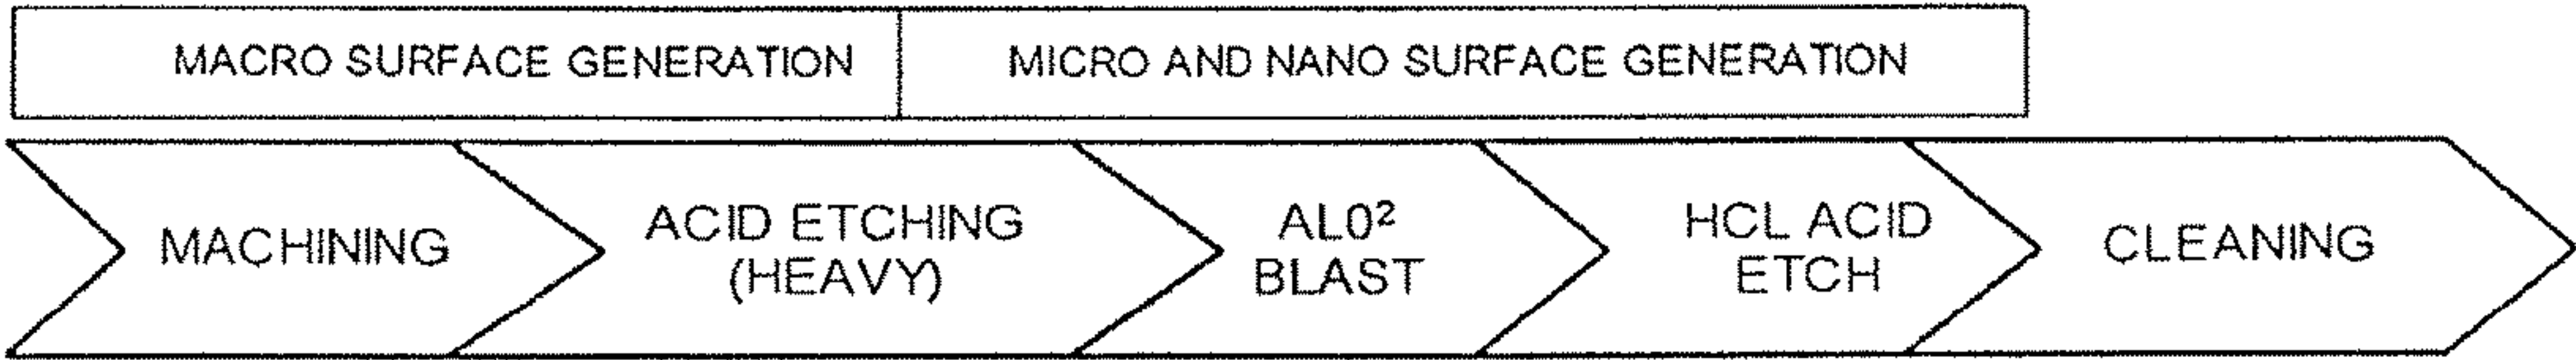 MACRO SURFACE GENERATION
MICRO AND NANO SURFACE GENERATION
MACHINING
ACID ETCHING
(HEAVY)
AL0²
BLAST
HCL ACID
ETCH
CLEANING